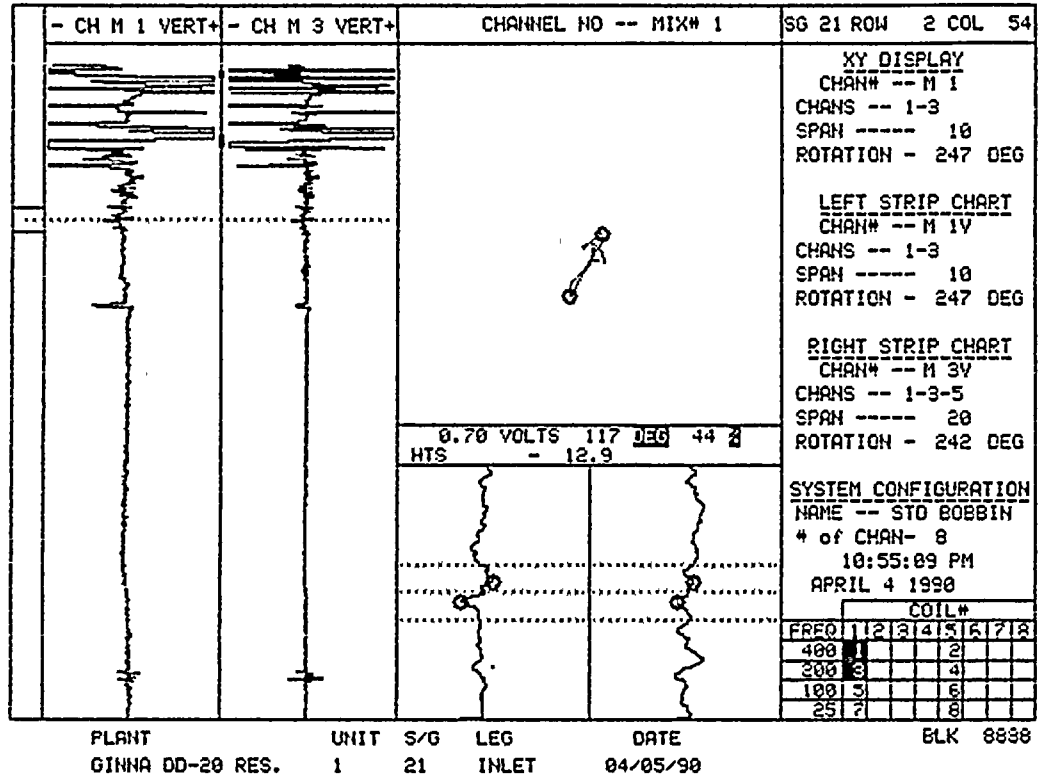 - CH M 1 VERT+ - CH M 3 VERT+ CHANNEL NO -- MIX# 1 SG 21 ROW 2 COL 54
XY DISPLAY
CHAN# -- M 1
CHANS -- 1-3
SPAN ----- 10
ROTATION - 247 DEG
LEFT STRIP CHART
CHAN# -- M 1V
CHANS -- 1-3
SPAN ----- 10
ROTATION - 247 DEG
RIGHT STRIP CHART
CHAN# -- M 3V
CHANS -- 1-3-5
SPAN ----- 20
ROTATION - 242 DEG
0.70 VOLTS 117 DEG 44 %
HTS - 12.9
SYSTEM CONFIGURATION
NAME -- STD BOBBIN
# of CHAN- 8
10:55:09 PM
APRIL 4 1990
COIL#
FREQ 1 2 3 4 5 6 7 8
400 1 2
200 3 4
100 5 6
25 7 8
PLANT UNIT S/G LEG DATE BLK 8838
GINNA DD-20 RES. 1 21 INLET 04/05/90